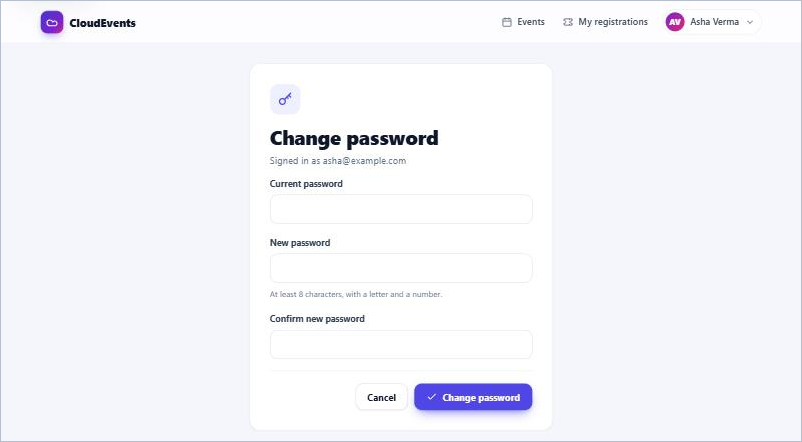 CloudEvents
Events
My registrations
AV
Asha Verma
Change password
Signed in as asha@example.com
Current password
New password
At least 8 characters, with a letter and a number.
Confirm new password
Cancel
Change password